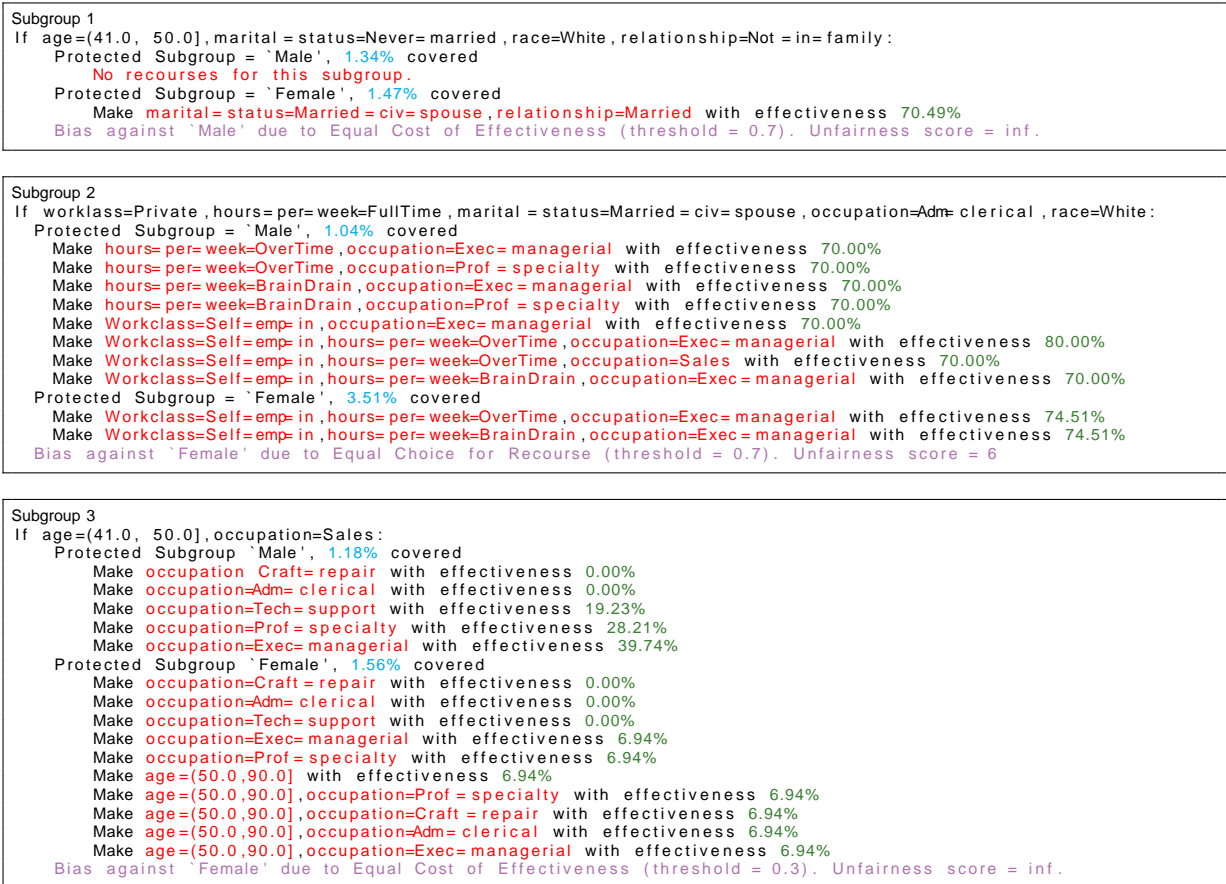 Subgroup 1
If age=(41.0, 50.0],marital=status=Never=married,race=White,relationship=Not=in=family:
Protected Subgroup = `Male', 1.34% covered
No recourses for this subgroup.
Protected Subgroup = `Female', 1.47% covered
Make marital=status=Married=civ=spouse,relationship=Married with effectiveness 70.49%
Bias against `Male' due to Equal Cost of Effectiveness (threshold = 0.7). Unfairness score = inf.
Subgroup 2
If worklass=Private,hours=per=week=FullTime,marital=status=Married=civ=spouse,occupation=Adm=clerical,race=White:
Protected Subgroup = `Male', 1.04% covered
Make hours=per=week=OverTime,occupation=Exec=managerial with effectiveness 70.00%
Make hours=per=week=OverTime,occupation=Prof=specialty with effectiveness 70.00%
Make hours=per=week=BrainDrain,occupation=Exec=managerial with effectiveness 70.00%
Make hours=per=week=BrainDrain,occupation=Prof=specialty with effectiveness 70.00%
Make Workclass=Self=emp=in,occupation=Exec=managerial with effectiveness 70.00%
Make Workclass=Self=emp=in,hours=per=week=OverTime,occupation=Exec=managerial with effectiveness 80.00%
Make Workclass=Self=emp=in,hours=per=week=OverTime,occupation=Sales with effectiveness 70.00%
Make Workclass=Self=emp=in,hours=per=week=BrainDrain,occupation=Exec=managerial with effectiveness 70.00%
Protected Subgroup = `Female', 3.51% covered
Make Workclass=Self=emp=in,hours=per=week=OverTime,occupation=Exec=managerial with effectiveness 74.51%
Make Workclass=Self=emp=in,hours=per=week=BrainDrain,occupation=Exec=managerial with effectiveness 74.51%
Bias against `Female' due to Equal Choice for Recourse (threshold = 0.7). Unfairness score = 6
Subgroup 3
If age=(41.0, 50.0],occupation=Sales:
Protected Subgroup `Male', 1.18% covered
Make occupation Craft=repair with effectiveness 0.00%
Make occupation=Adm=clerical with effectiveness 0.00%
Make occupation=Tech=support with effectiveness 19.23%
Make occupation=Prof=specialty with effectiveness 28.21%
Make occupation=Exec=managerial with effectiveness 39.74%
Protected Subgroup `Female', 1.56% covered
Make occupation=Craft=repair with effectiveness 0.00%
Make occupation=Adm=clerical with effectiveness 0.00%
Make occupation=Tech=support with effectiveness 0.00%
Make occupation=Exec=managerial with effectiveness 6.94%
Make occupation=Prof=specialty with effectiveness 6.94%
Make age=(50.0,90.0] with effectiveness 6.94%
Make age=(50.0,90.0],occupation=Prof=specialty with effectiveness 6.94%
Make age=(50.0,90.0],occupation=Craft=repair with effectiveness 6.94%
Make age=(50.0,90.0],occupation=Adm=clerical with effectiveness 6.94%
Make age=(50.0,90.0],occupation=Exec=managerial with effectiveness 6.94%
Bias against `Female' due to Equal Cost of Effectiveness (threshold = 0.3). Unfairness score = inf.